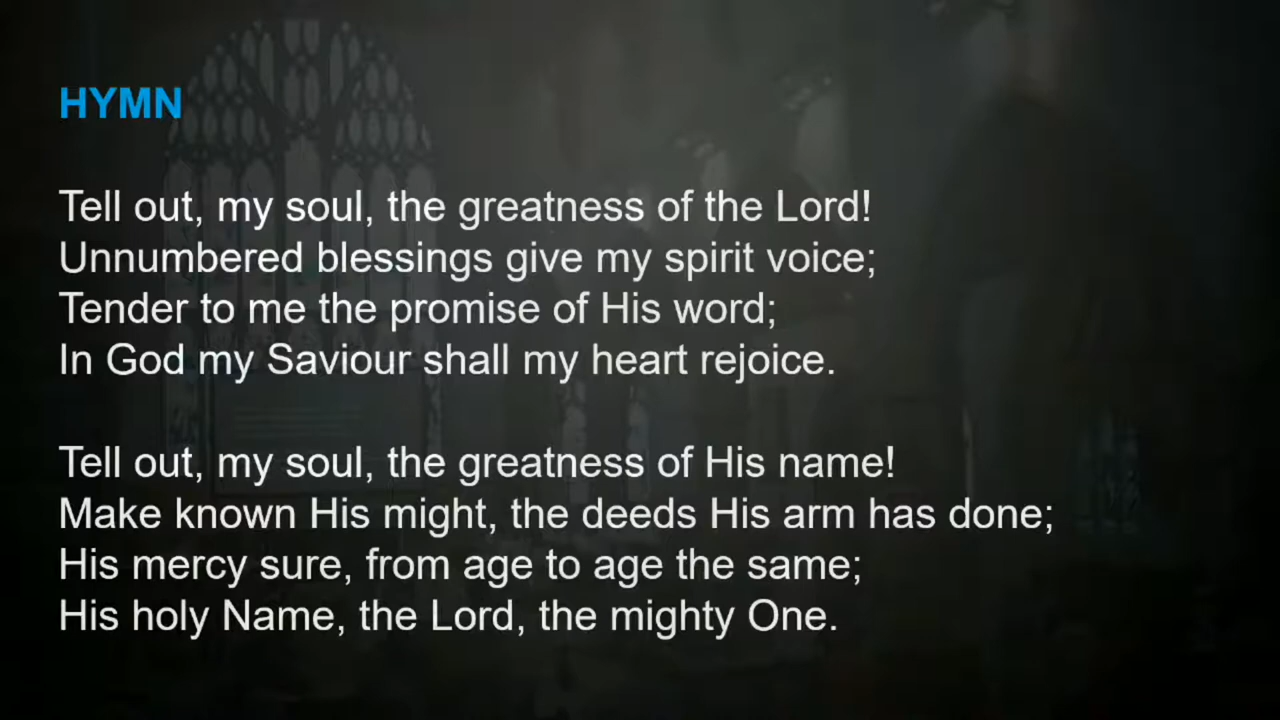 HYMN
Tell out, my soul, the greatness of the Lord!
Unnumbered blessings give my spirit voice;
Tender to me the promise of His word;
In God my Saviour shall my heart rejoice.
Tell out, my soul, the greatness of His name!
Make known His might, the deeds His arm has done;
His mercy sure, from age to age the same;
His holy Name, the Lord, the mighty One.